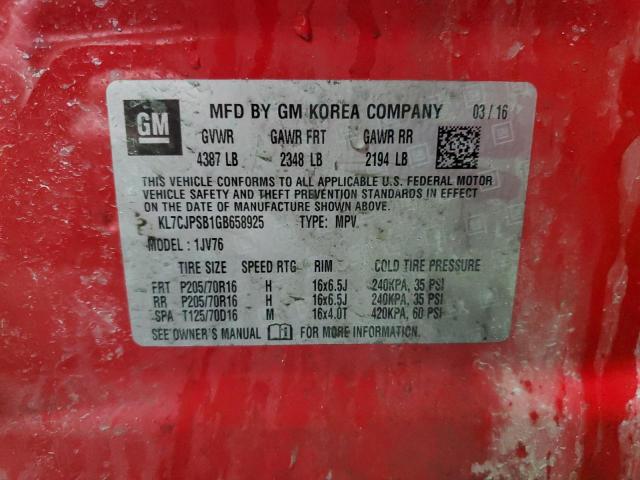 GM MFD BY GM KOREA COMPANY 03/16
GVWR GAWR FRT GAWR RR
4387 LB 2348 LB 2194 LB
THIS VEHICLE CONFORMS TO ALL APPLICABLE U.S. FEDERAL MOTOR
VEHICLE SAFETY AND THEFT PREVENTION STANDARDS IN EFFECT
ON THE DATE OF MANUFACTURE SHOWN ABOVE.
KL7CJPSB1GB658925 TYPE: MPV
MODEL : 1JV76
TIRE SIZE SPEED RTG RIM COLD TIRE PRESSURE
FRT P205/70R16 H 16x6.5J 240KPA, 35 PSI
RR P205/70R16 H 16x6.5J 240KPA, 35 PSI
SPA T125/70D16 M 16x4.0T 420KPA, 60 PSI
SEE OWNER'S MANUAL FOR MORE INFORMATION.